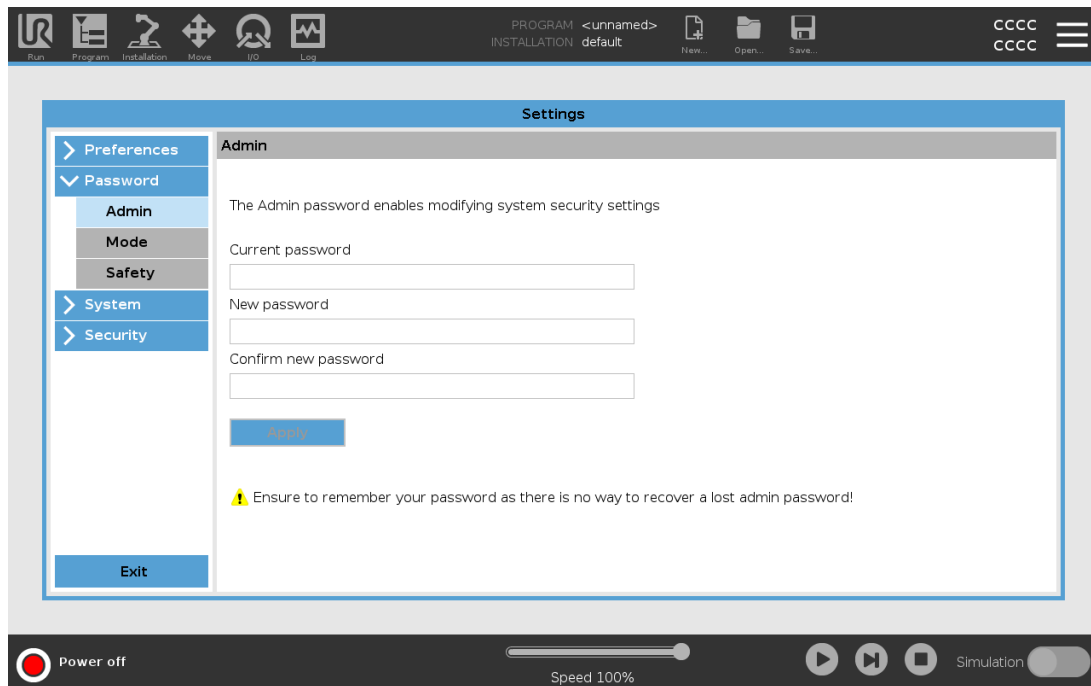 PROGRAM <unnamed>
INSTALLATION default
CCCC
CCCC
Run
Program
Installation
Move
I/O
Log
New...
Open...
Save...
Settings
Preferences
Password
Admin
Mode
Safety
System
Security
Exit
Admin
The Admin password enables modifying system security settings
Current password
New password
Confirm new password
Apply
Ensure to remember your password as there is no way to recover a lost admin password!
Power off
Speed 100%
Simulation